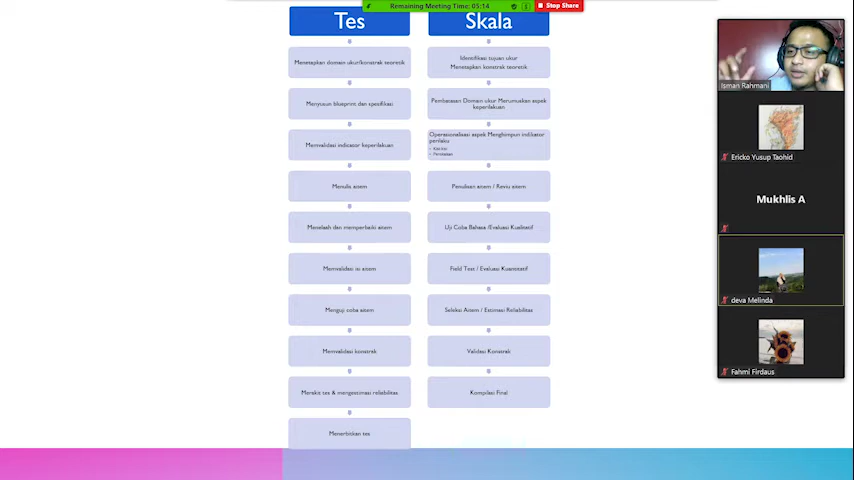 Remaining Meeting Time: 05:14
Stop Share
Tes
Menetapkan domain ukur/konstrak teoretik
Menyusun blueprint dan spesifikasi
Memvalidasi indikator keperilakuan
Menulis aitem
Menelaah dan memperbaiki aitem
Memvalidasi isi aitem
Menguji coba aitem
Memvalidasi konstrak
Merakit tes & mengestimasi reliabilitas
Menerbitkan tes
Skala
Identifikasi tujuan ukur
Menetapkan konstrak teoretik
Pembatasan Domain ukur Merumuskan aspek
keperilakuan
Operasionalisasi aspek Menghimpun indikator
perilaku
Penulisan aitem / Reviu aitem
Uji Coba Bahasa /Evaluasi Kualitatif
Field Test / Evaluasi Kuantitatif
Seleksi Aitem / Estimasi Reliabilitas
Validasi Konstrak
Kompilasi Final
Isman Rahmani
Ericko Yusup Taohid
Mukhlis A
deva Melinda
Fahmi Firdaus